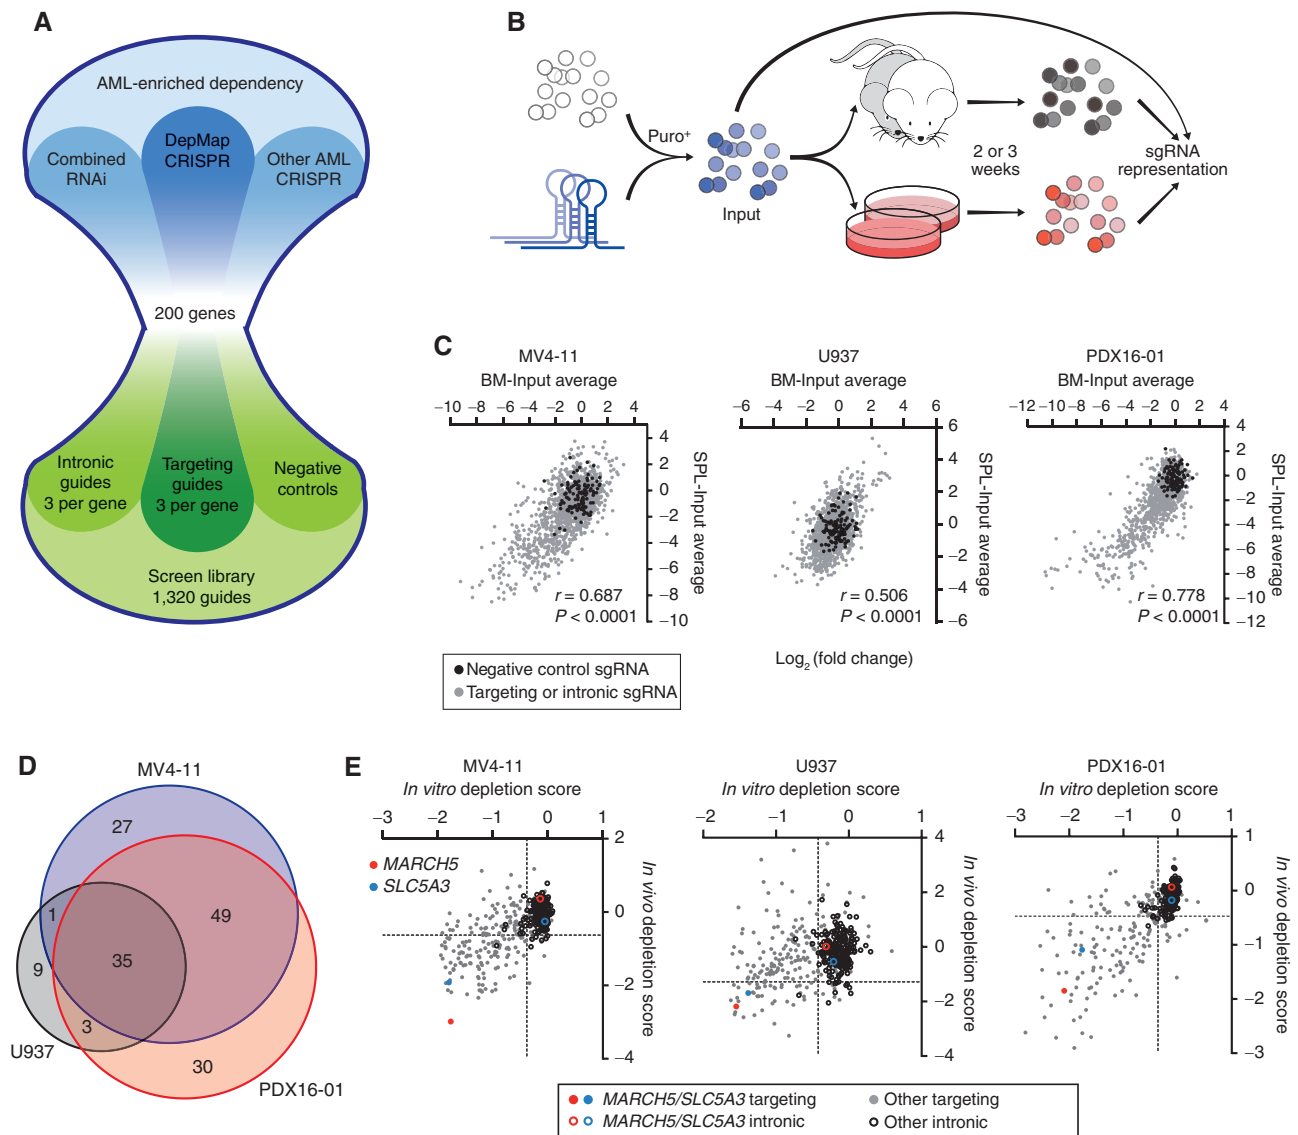 A
AML-enriched dependency
Combined
RNAi
DepMap
CRISPR
Other AML
CRISPR
200 genes
Intronic
guides
3 per gene
Targeting
guides
3 per gene
Negative
controls
Screen library
1,320 guides
B
Puro+
Input
2 or 3
weeks
sgRNA
representation
C
MV4-11
BM-Input average
−10 −8 −6 −4 −2 0 2 4
4
2
0
−2
−4
−6
−8
−10
SPL-Input average
r = 0.687
P < 0.0001
U937
BM-Input average
−6 −4 −2 0 2 4 6
6
4
2
0
−2
−4
−6
SPL-Input average
r = 0.506
P < 0.0001
PDX16-01
BM-Input average
−12 −10 −8 −6 −4 −2 0 2 4
4
2
0
−2
−4
−6
−8
−10
−12
SPL-Input average
r = 0.778
P < 0.0001
Log2 (fold change)
Negative control sgRNA
Targeting or intronic sgRNA
D
MV4-11
27
1
49
35
9
3
30
U937
PDX16-01
E
MV4-11
In vitro depletion score
−3 −2 −1 0 1
2
0
−2
−4
In vivo depletion score
MARCH5
SLC5A3
U937
In vitro depletion score
−2 −1 0 1
4
2
0
−2
−4
In vivo depletion score
PDX16-01
In vitro depletion score
−3 −2 −1 0 1
1
0
−1
−2
−3
In vivo depletion score
MARCH5/SLC5A3 targeting
MARCH5/SLC5A3 intronic
Other targeting
Other intronic